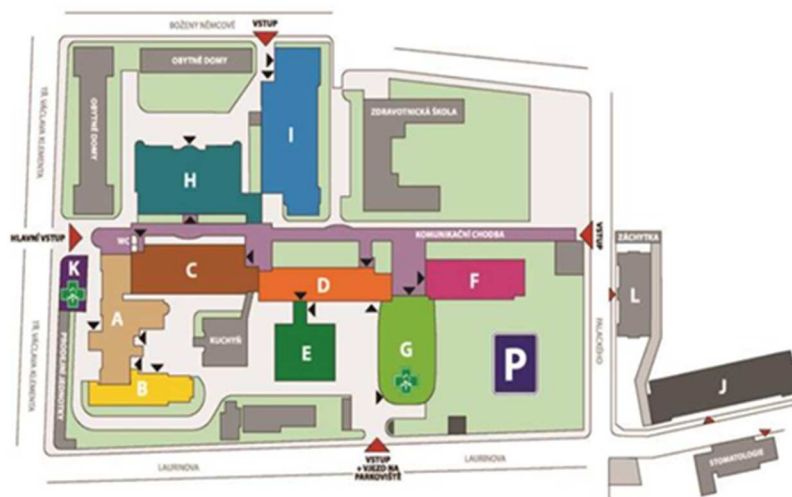 BOŽENY NĚMCOVÉ
VSTUP
OBYTNÉ DOMY
OBYTNÉ DOMY
TŘ. VÁCLAVA KLEMENTA
ZDRAVOTNICKÁ ŠKOLA
I
H
HLAVNÍ VSTUP
WC
KOMUNIKAČNÍ CHODBA
VSTUP
ZÁCHYTKA
K
C
D
F
L
A
KUCHYŇ
E
G
P
PRODEJNÍ JEDNOTKY
TŘ. VÁCLAVA KLEMENTA
PALACKÉHO
B
J
LAURINOVA
VSTUP
+ VJEZD NA
PARKOVIŠTĚ
LAURINOVA
STOMATOLOGIE